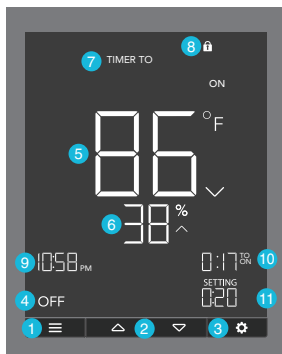 8
7 TIMER TO
ON
5 86 °F
6 38 %
9 10:58 PM 0:17 TO ON 10
SETTING
4 OFF 0:20 11
1 2 3